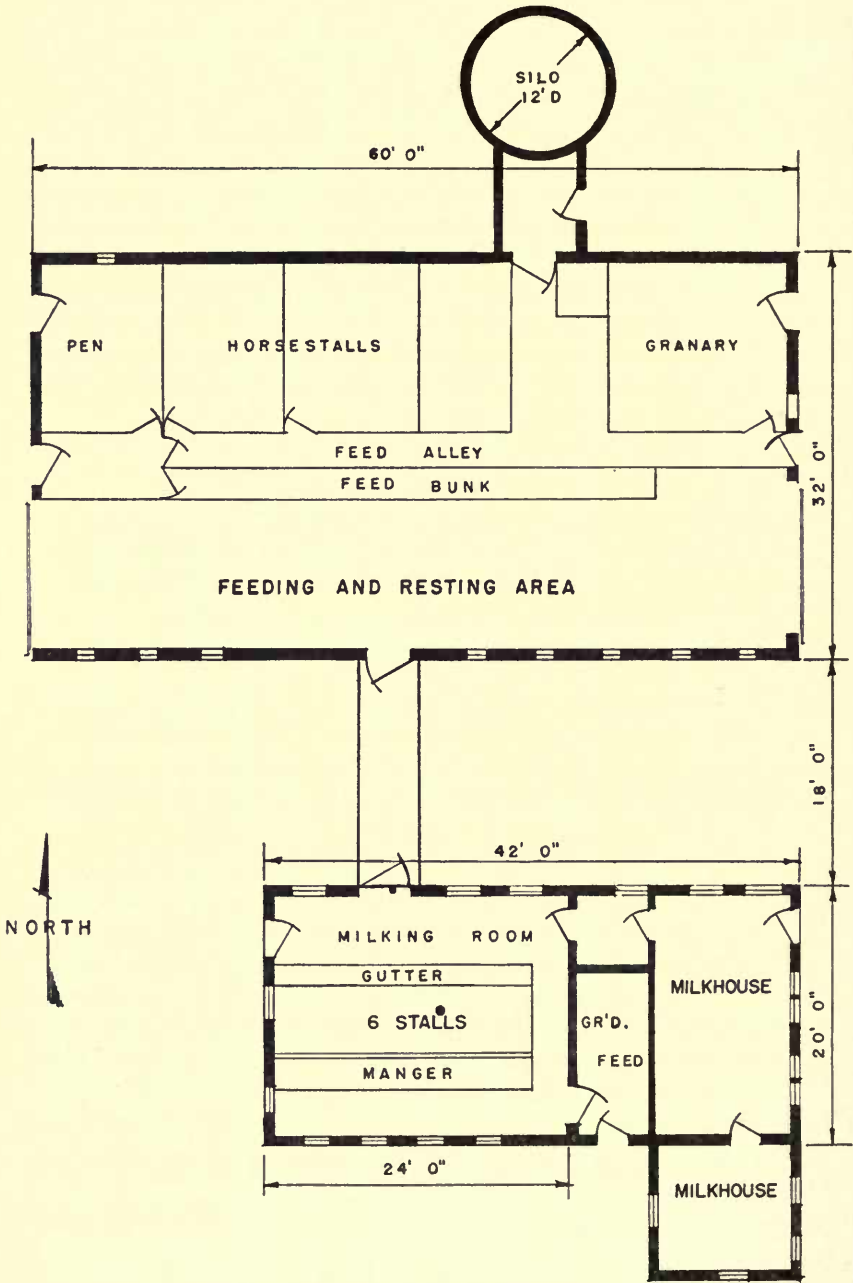 SILO
12' D
60' 0"
PEN
HORSESTALLS
GRANARY
FEED ALLEY
FEED BUNK
32' 0"
FEEDING AND RESTING AREA
18' 0"
NORTH
42' 0"
MILKING ROOM
GUTTER
6 STALLS
MANGER
GR'D.
FEED
MILKHOUSE
20' 0"
24' 0"
MILKHOUSE